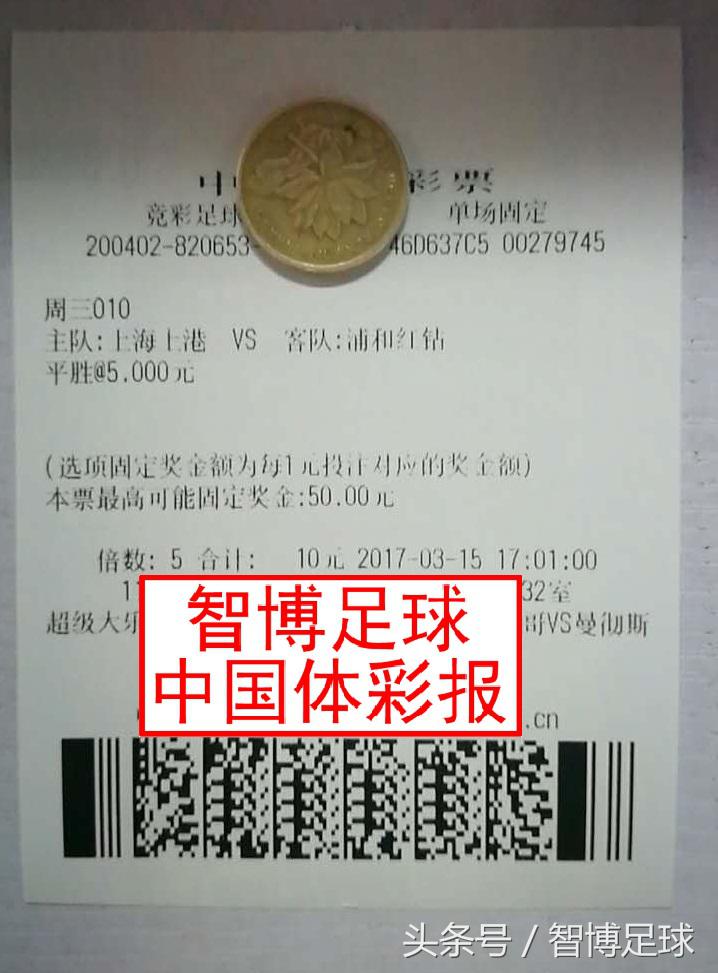 中 彩票
竞彩足球 单场固定
200402-820653- 46D637C5 00279745
周三010
主队:上海上港 VS 客队:浦和红钻
平胜@5.000元
(选项固定奖金额为每1元投注对应的奖金额)
本票最高可能固定奖金:50.00元
倍数: 5 合计: 10元 2017-03-15 17:01:00
32室
超级大乐 哥VS曼彻斯
智博足球
中国体彩报
.cn
头条号 / 智博足球